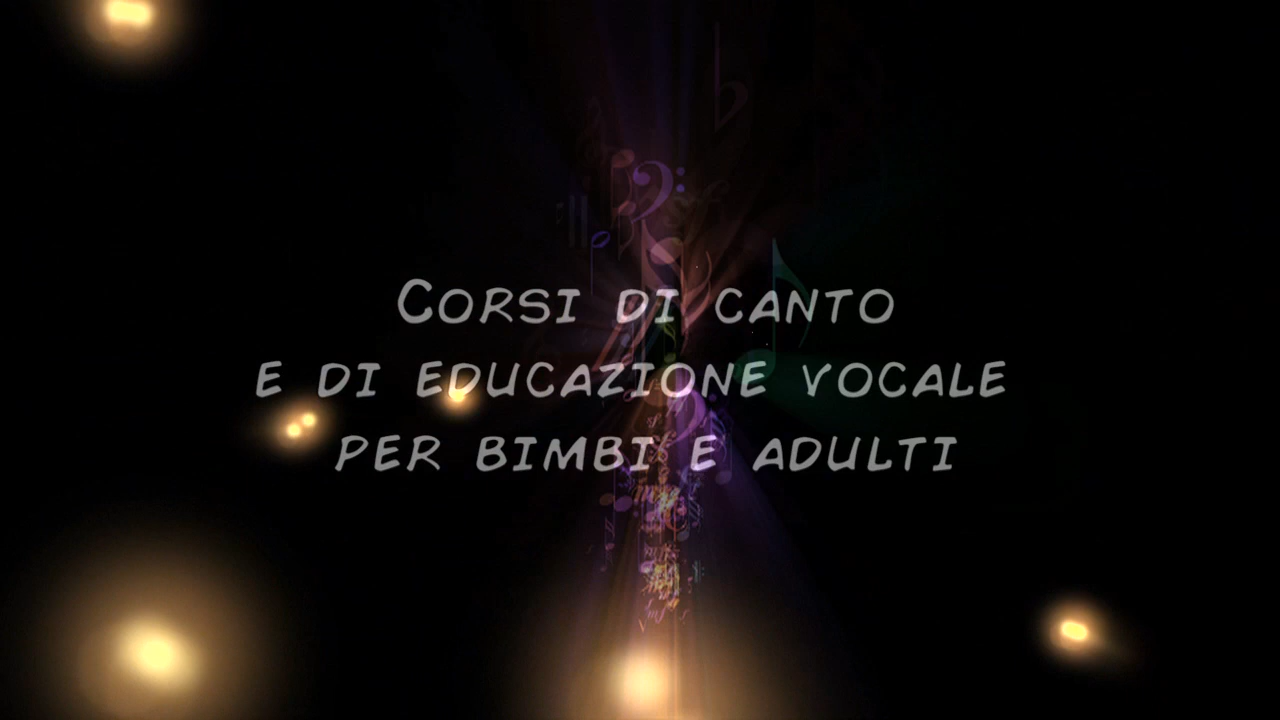 Corsi di canto
e di educazione vocale
per bimbi e adulti